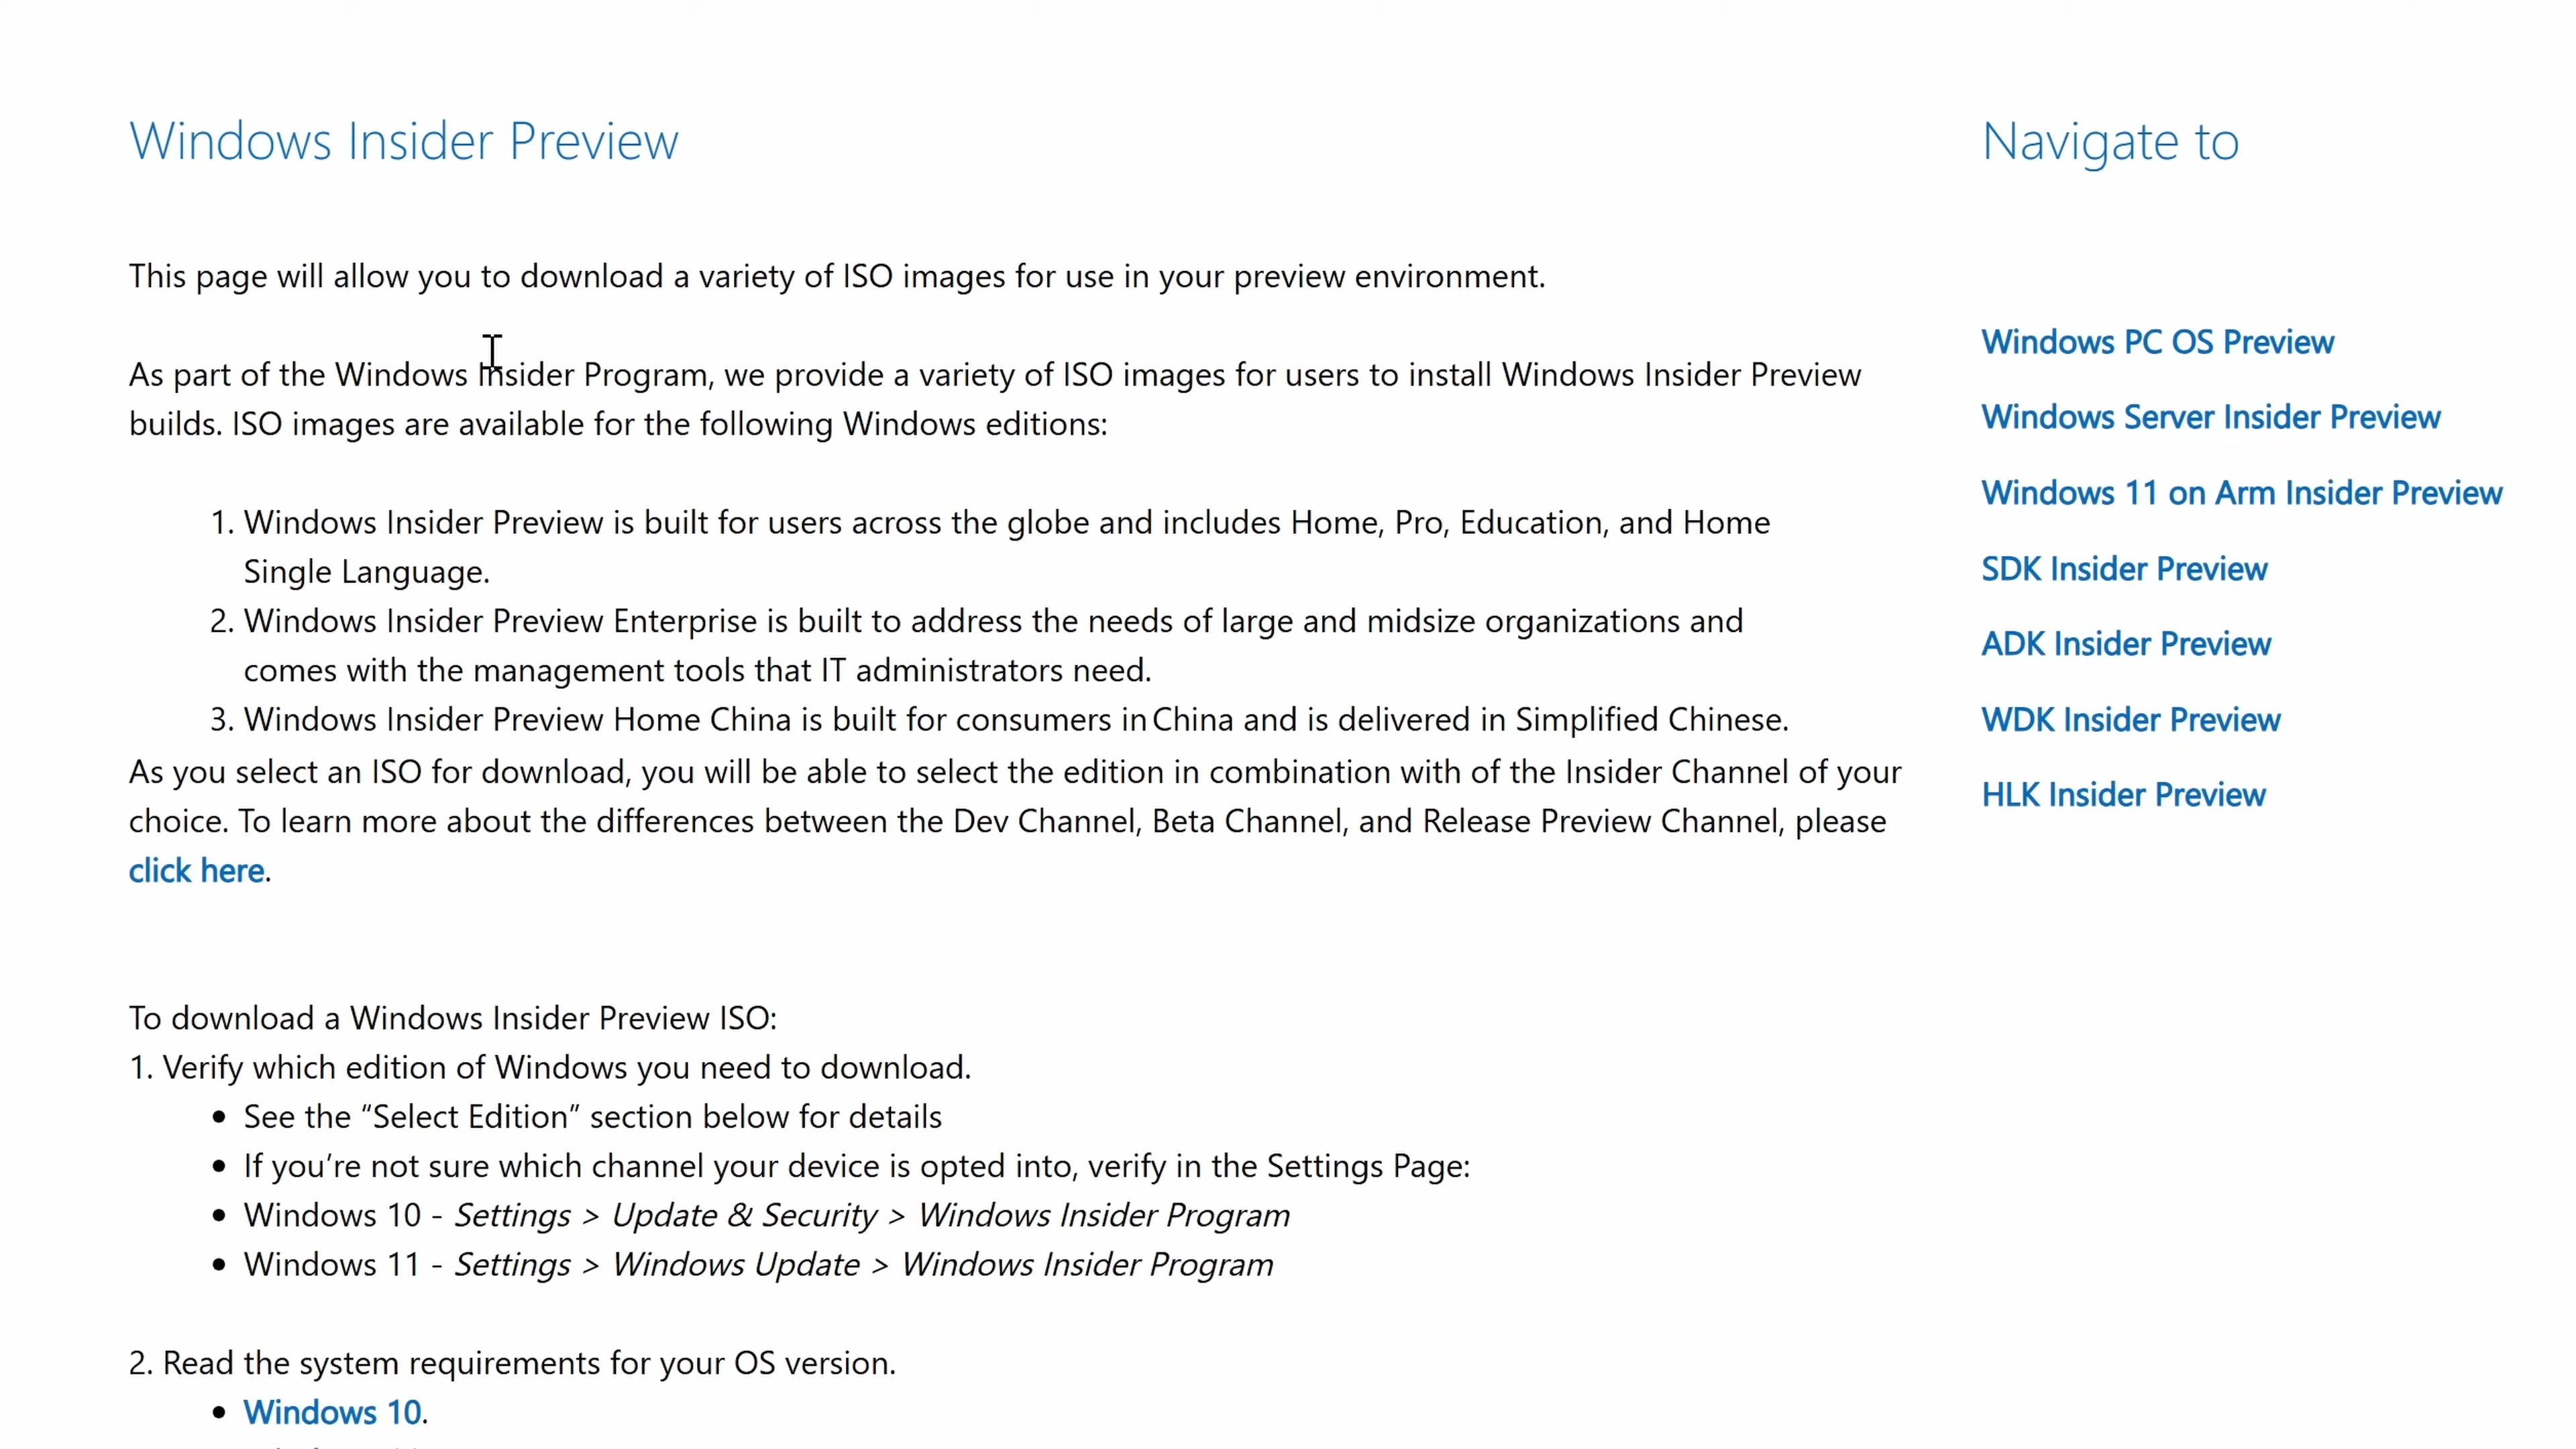 Windows Insider Preview
This page will allow you to download a variety of ISO images for use in your preview environment.
As part of the Windows Insider Program, we provide a variety of ISO images for users to install Windows Insider Preview
builds. ISO images are available for the following Windows editions:
1. Windows Insider Preview is built for users across the globe and includes Home, Pro, Education, and Home
Single Language.
2. Windows Insider Preview Enterprise is built to address the needs of large and midsize organizations and
comes with the management tools that IT administrators need.
3. Windows Insider Preview Home China is built for consumers in China and is delivered in Simplified Chinese.
As you select an ISO for download, you will be able to select the edition in combination with of the Insider Channel of your
choice. To learn more about the differences between the Dev Channel, Beta Channel, and Release Preview Channel, please
click here.
To download a Windows Insider Preview ISO:
1. Verify which edition of Windows you need to download.
• See the “Select Edition” section below for details
• If you’re not sure which channel your device is opted into, verify in the Settings Page:
• Windows 10 - Settings > Update & Security > Windows Insider Program
• Windows 11 - Settings > Windows Update > Windows Insider Program
2. Read the system requirements for your OS version.
• Windows 10.
Navigate to
Windows PC OS Preview
Windows Server Insider Preview
Windows 11 on Arm Insider Preview
SDK Insider Preview
ADK Insider Preview
WDK Insider Preview
HLK Insider Preview